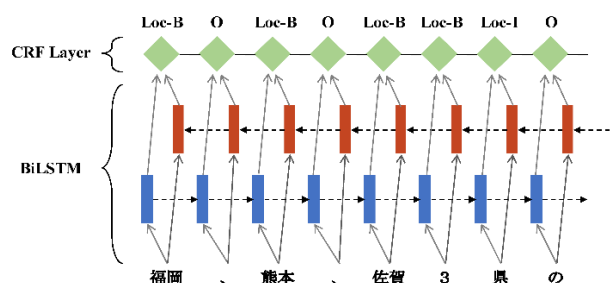 Loc-B O Loc-B O Loc-B Loc-B Loc-I O
CRF Layer
BiLSTM
福岡 、 熊本 、 佐賀 3 県 の